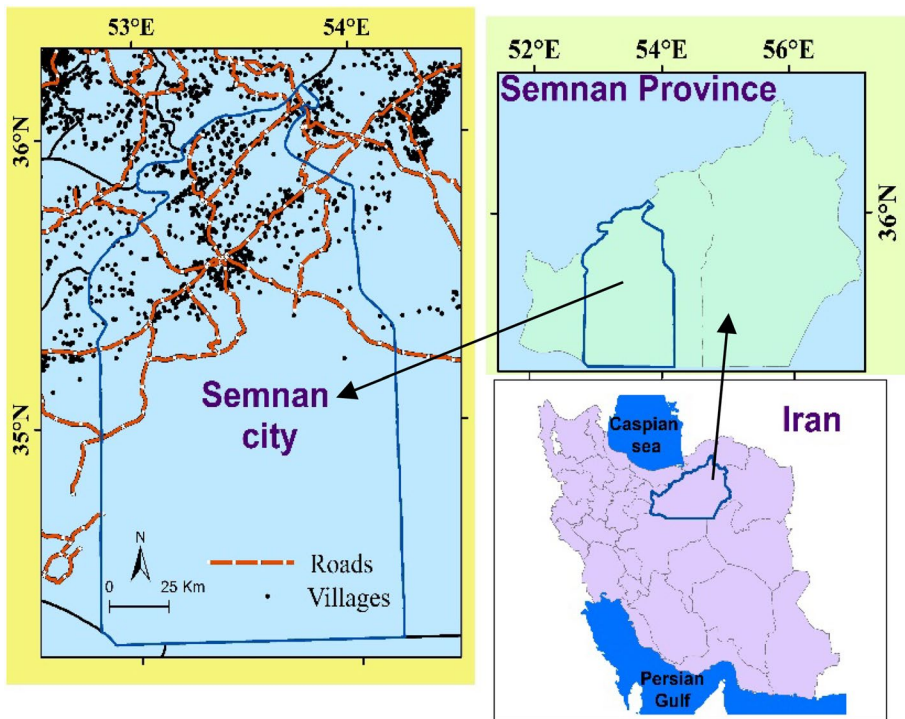 53°E 54°E
36°N
35°N
Semnan
city
N
0 25 Km
Roads
Villages
52°E 54°E 56°E
Semnan Province
36°N
Iran
Caspian
sea
Persian
Gulf